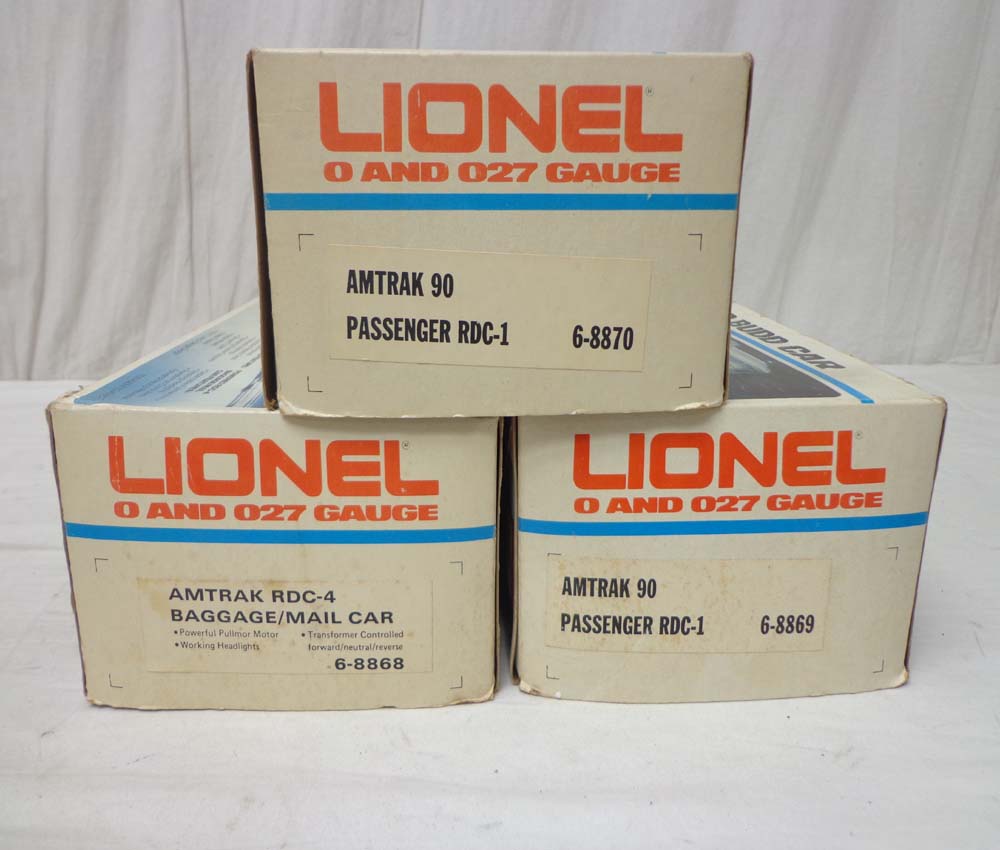 LIONEL
O AND O27 GAUGE
AMTRAK 90
PASSENGER RDC-1 6-8870
BUDD CAR
LIONEL
O AND O27 GAUGE
AMTRAK RDC-4
BAGGAGE/MAIL CAR
•Powerful Pullmor Motor •Transformer Controlled
•Working Headlights forward/neutral/reverse
6-8868
LIONEL
O AND O27 GAUGE
AMTRAK 90
PASSENGER RDC-1 6-8869